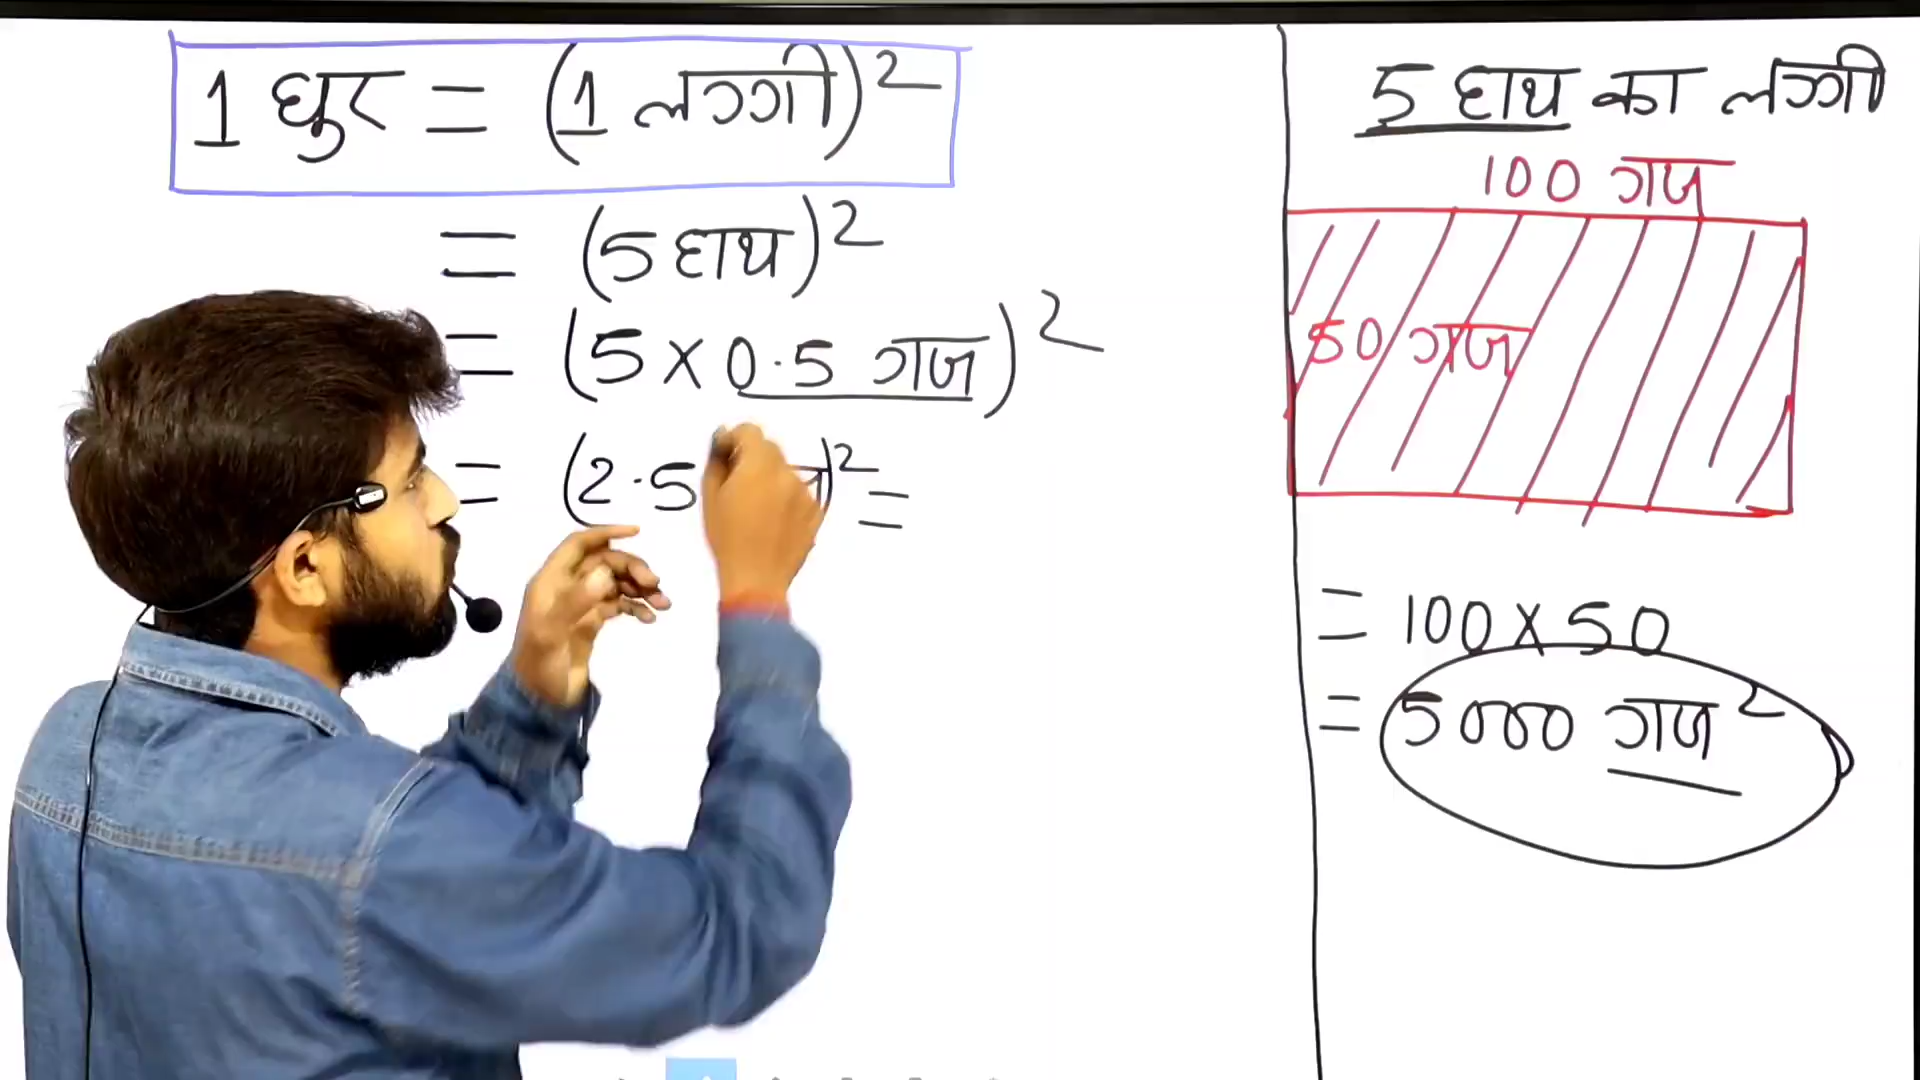 1 धुर = (1 लग्गी)²
= (5 हाथ)²
= (5 x 0.5 गज)²
= (2.5 )² =
5 हाथ का लग्गी
100 गज
50 गज
= 100 x 50
= 5000 गज²